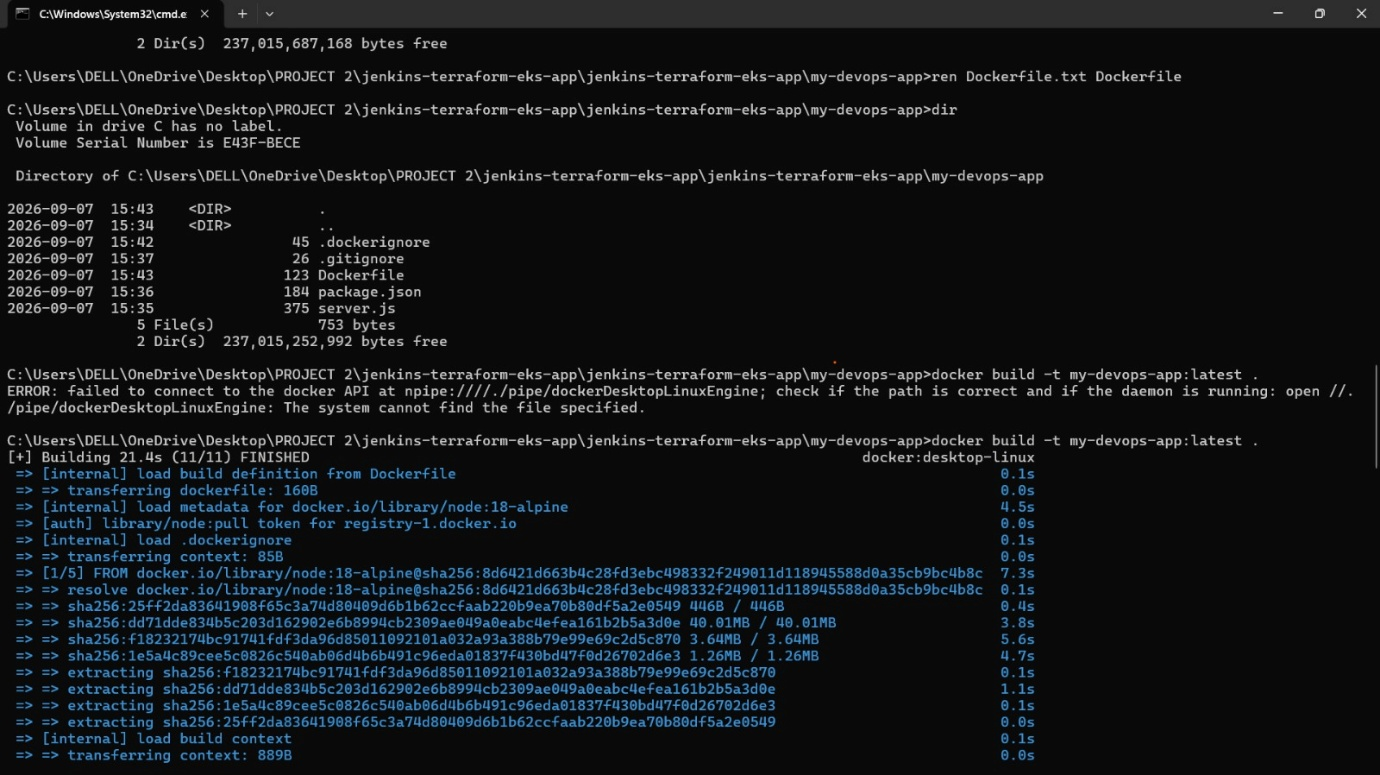 C:\Windows\System32\cmd.e
2 Dir(s)  237,015,687,168 bytes free
C:\Users\DELL\OneDrive\Desktop\PROJECT 2\jenkins-terraform-eks-app\jenkins-terraform-eks-app\my-devops-app>ren Dockerfile.txt Dockerfile
C:\Users\DELL\OneDrive\Desktop\PROJECT 2\jenkins-terraform-eks-app\jenkins-terraform-eks-app\my-devops-app>dir
Volume in drive C has no label.
Volume Serial Number is E43F-BECE
Directory of C:\Users\DELL\OneDrive\Desktop\PROJECT 2\jenkins-terraform-eks-app\jenkins-terraform-eks-app\my-devops-app
2026-09-07  15:43    <DIR>          .
2026-09-07  15:34    <DIR>          ..
2026-09-07  15:42                45 .dockerignore
2026-09-07  15:37                26 .gitignore
2026-09-07  15:43               123 Dockerfile
2026-09-07  15:36               184 package.json
2026-09-07  15:35               375 server.js
5 File(s)            753 bytes
2 Dir(s)  237,015,252,992 bytes free
C:\Users\DELL\OneDrive\Desktop\PROJECT 2\jenkins-terraform-eks-app\jenkins-terraform-eks-app\my-devops-app>docker build -t my-devops-app:latest .
ERROR: failed to connect to the docker API at npipe:////./pipe/dockerDesktopLinuxEngine; check if the path is correct and if the daemon is running: open //.
/pipe/dockerDesktopLinuxEngine: The system cannot find the file specified.
C:\Users\DELL\OneDrive\Desktop\PROJECT 2\jenkins-terraform-eks-app\jenkins-terraform-eks-app\my-devops-app>docker build -t my-devops-app:latest .
[+] Building 21.4s (11/11) FINISHED docker:desktop-linux
=> [internal] load build definition from Dockerfile 0.1s
=> => transferring dockerfile: 160B 0.0s
=> [internal] load metadata for docker.io/library/node:18-alpine 4.5s
=> [auth] library/node:pull token for registry-1.docker.io 0.0s
=> [internal] load .dockerignore 0.1s
=> => transferring context: 85B 0.0s
=> [1/5] FROM docker.io/library/node:18-alpine@sha256:8d6421d663b4c28fd3ebc498332f249011d118945588d0a35cb9bc4b8c 7.3s
=> => resolve docker.io/library/node:18-alpine@sha256:8d6421d663b4c28fd3ebc498332f249011d118945588d0a35cb9bc4b8c 0.1s
=> => sha256:25ff2da83641908f65c3a74d80409d6b1b62ccfaab220b9ea70b80df5a2e0549 446B / 446B 0.4s
=> => sha256:dd71dde834b5c203d162902e6b8994cb2309ae049a0eabc4efea161b2b5a3d0e 40.01MB / 40.01MB 3.8s
=> => sha256:f18232174bc91741fdf3da96d85011092101a032a93a388b79e99e69c2d5c870 3.64MB / 3.64MB 5.6s
=> => sha256:1e5a4c89cee5c0826c540ab06d4b6b491c96eda01837f430bd47f0d26702d6e3 1.26MB / 1.26MB 4.7s
=> => extracting sha256:f18232174bc91741fdf3da96d85011092101a032a93a388b79e99e69c2d5c870 0.1s
=> => extracting sha256:dd71dde834b5c203d162902e6b8994cb2309ae049a0eabc4efea161b2b5a3d0e 1.1s
=> => extracting sha256:1e5a4c89cee5c0826c540ab06d4b6b491c96eda01837f430bd47f0d26702d6e3 0.1s
=> => extracting sha256:25ff2da83641908f65c3a74d80409d6b1b62ccfaab220b9ea70b80df5a2e0549 0.0s
=> [internal] load build context 0.1s
=> => transferring context: 889B 0.0s